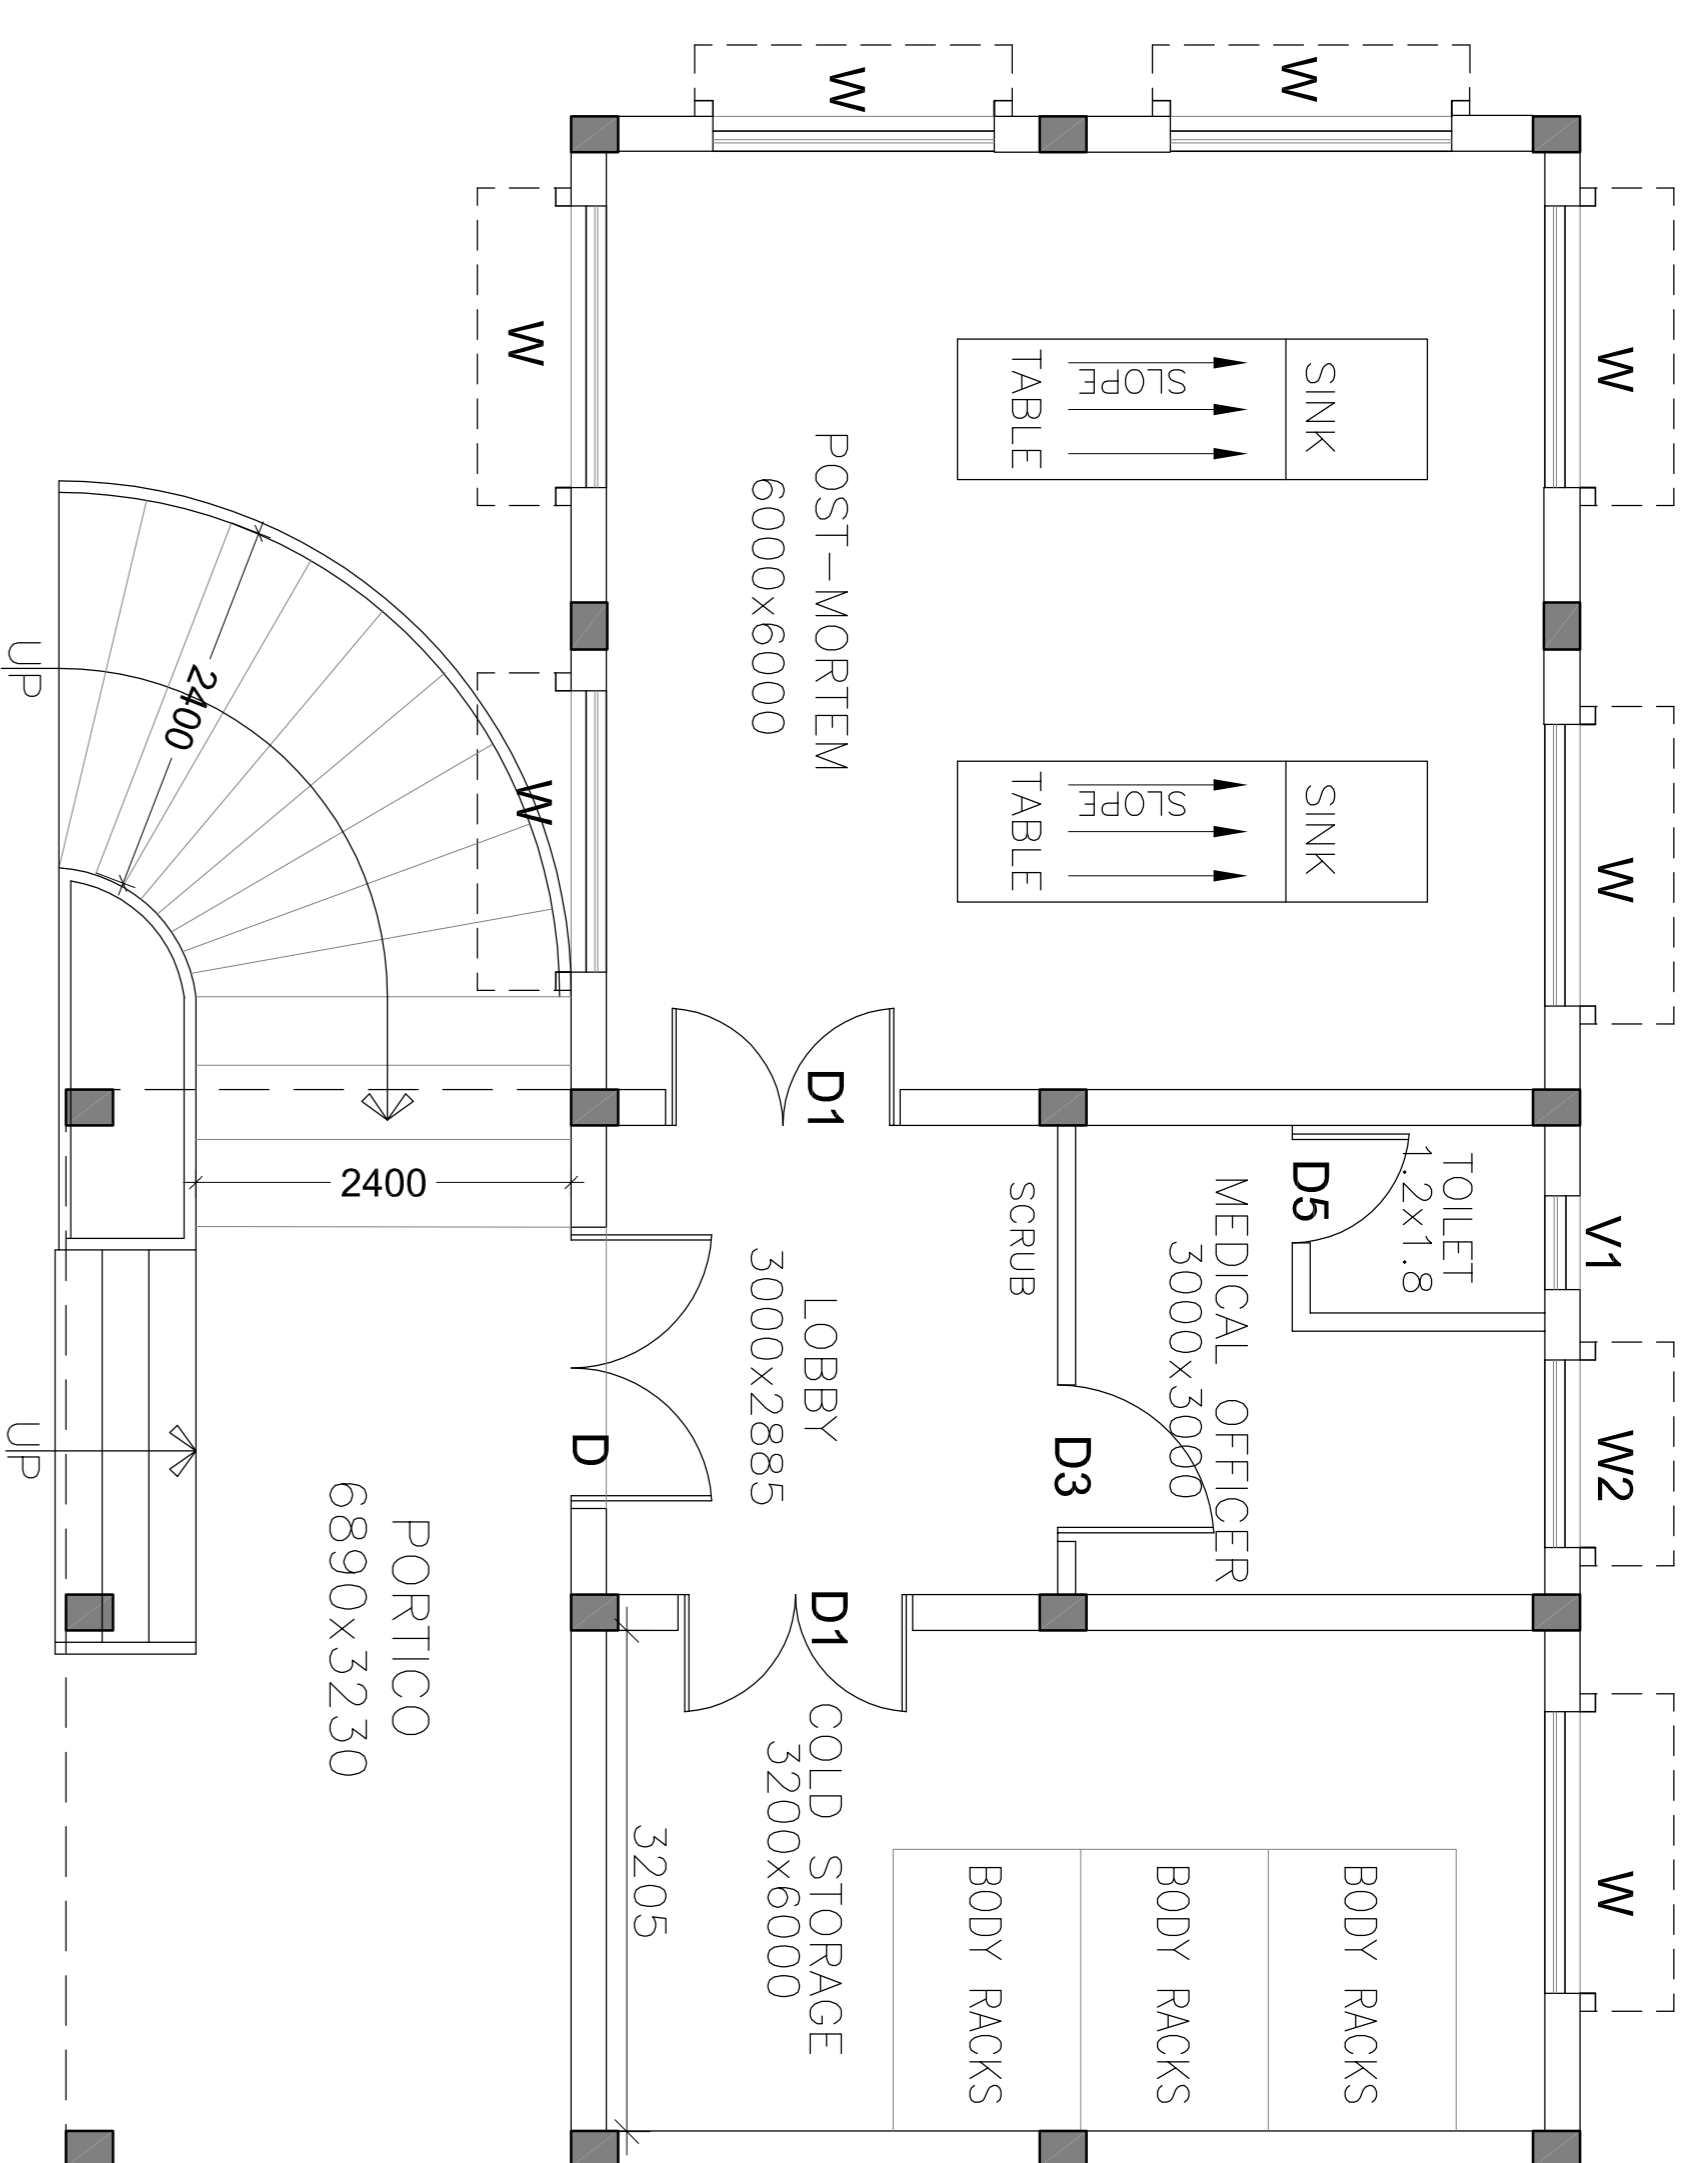 W
W
W
W
W
W
V1
W2
W
SINK
SLOPE
TABLE
SINK
SLOPE
TABLE
POST-MORTEM
6000x6000
D1
TOILET
1.2x1.8
D5
MEDICAL OFFICER
3000x3000
D3
SCRUB
LOBBY
3000x2885
D
D1
COLD STORAGE
3200x6000
BODY RACKS
BODY RACKS
BODY RACKS
3205
2400
2400
UP
UP
PORTICO
6890x3230